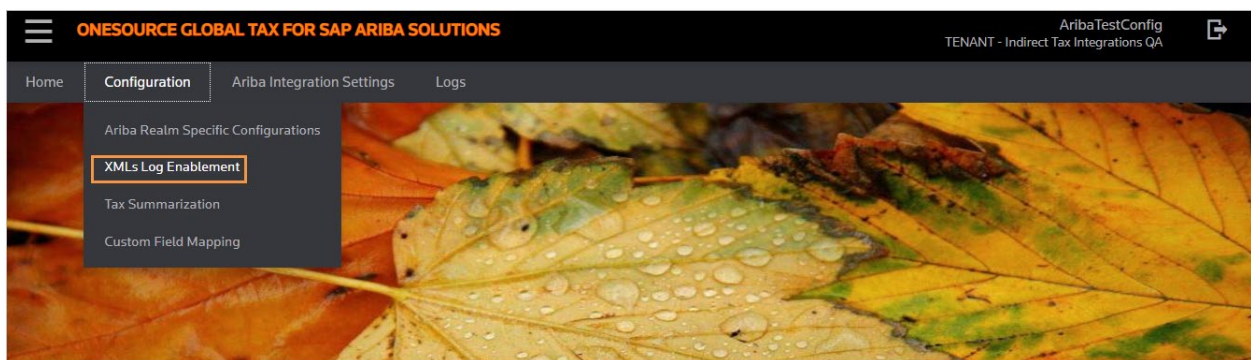 ONESOURCE GLOBAL TAX FOR SAP ARIBA SOLUTIONS
AribaTestConfig
TENANT - Indirect Tax Integrations QA
Home Configuration Ariba Integration Settings Logs
Ariba Realm Specific Configurations
XMLs Log Enablement
Tax Summarization
Custom Field Mapping